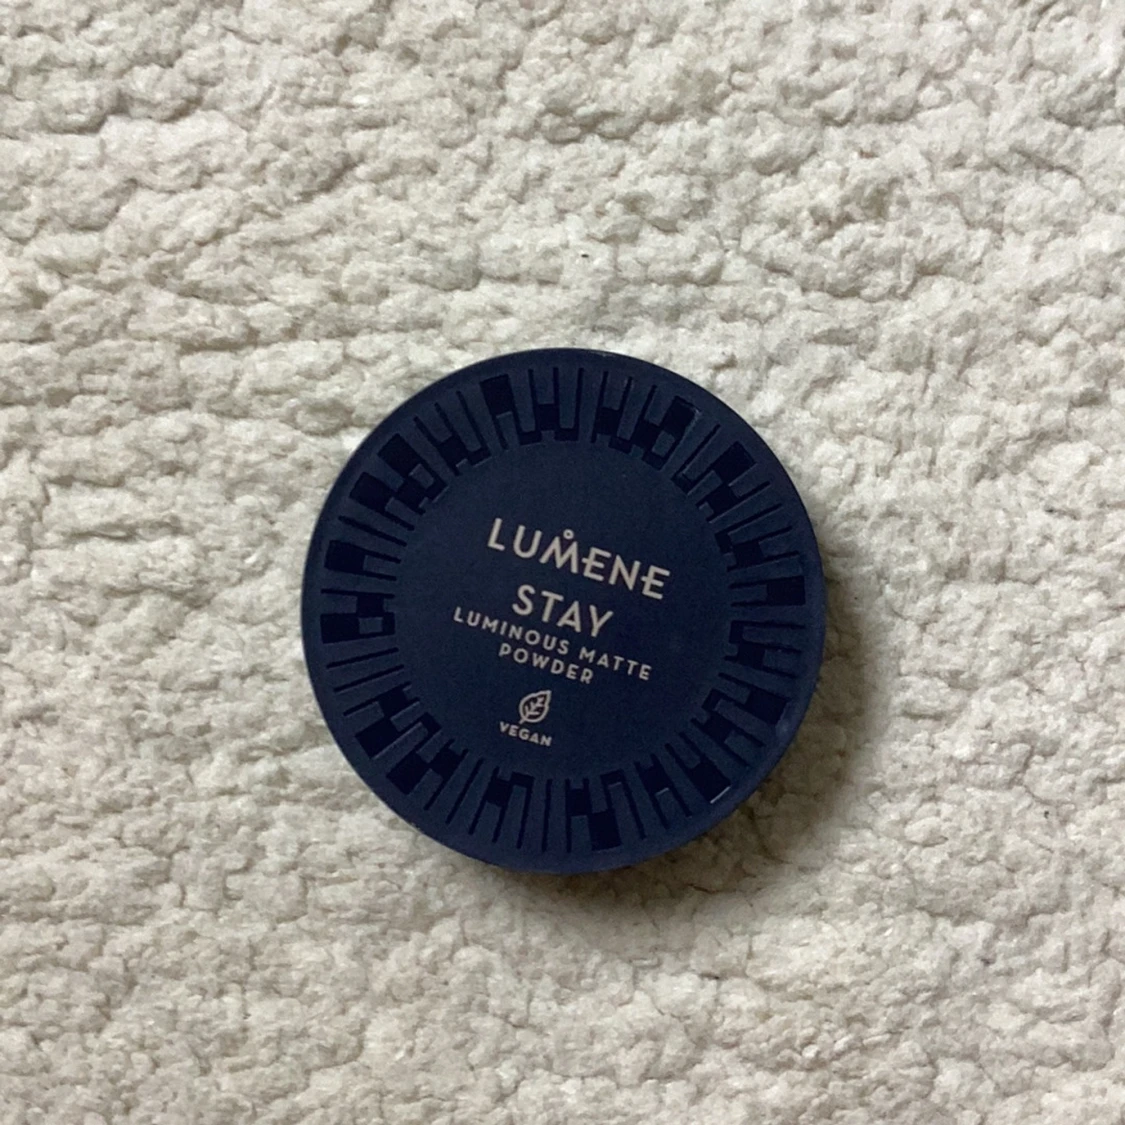 LUMENE
STAY
LUMINOUS MATTE
POWDER
VEGAN